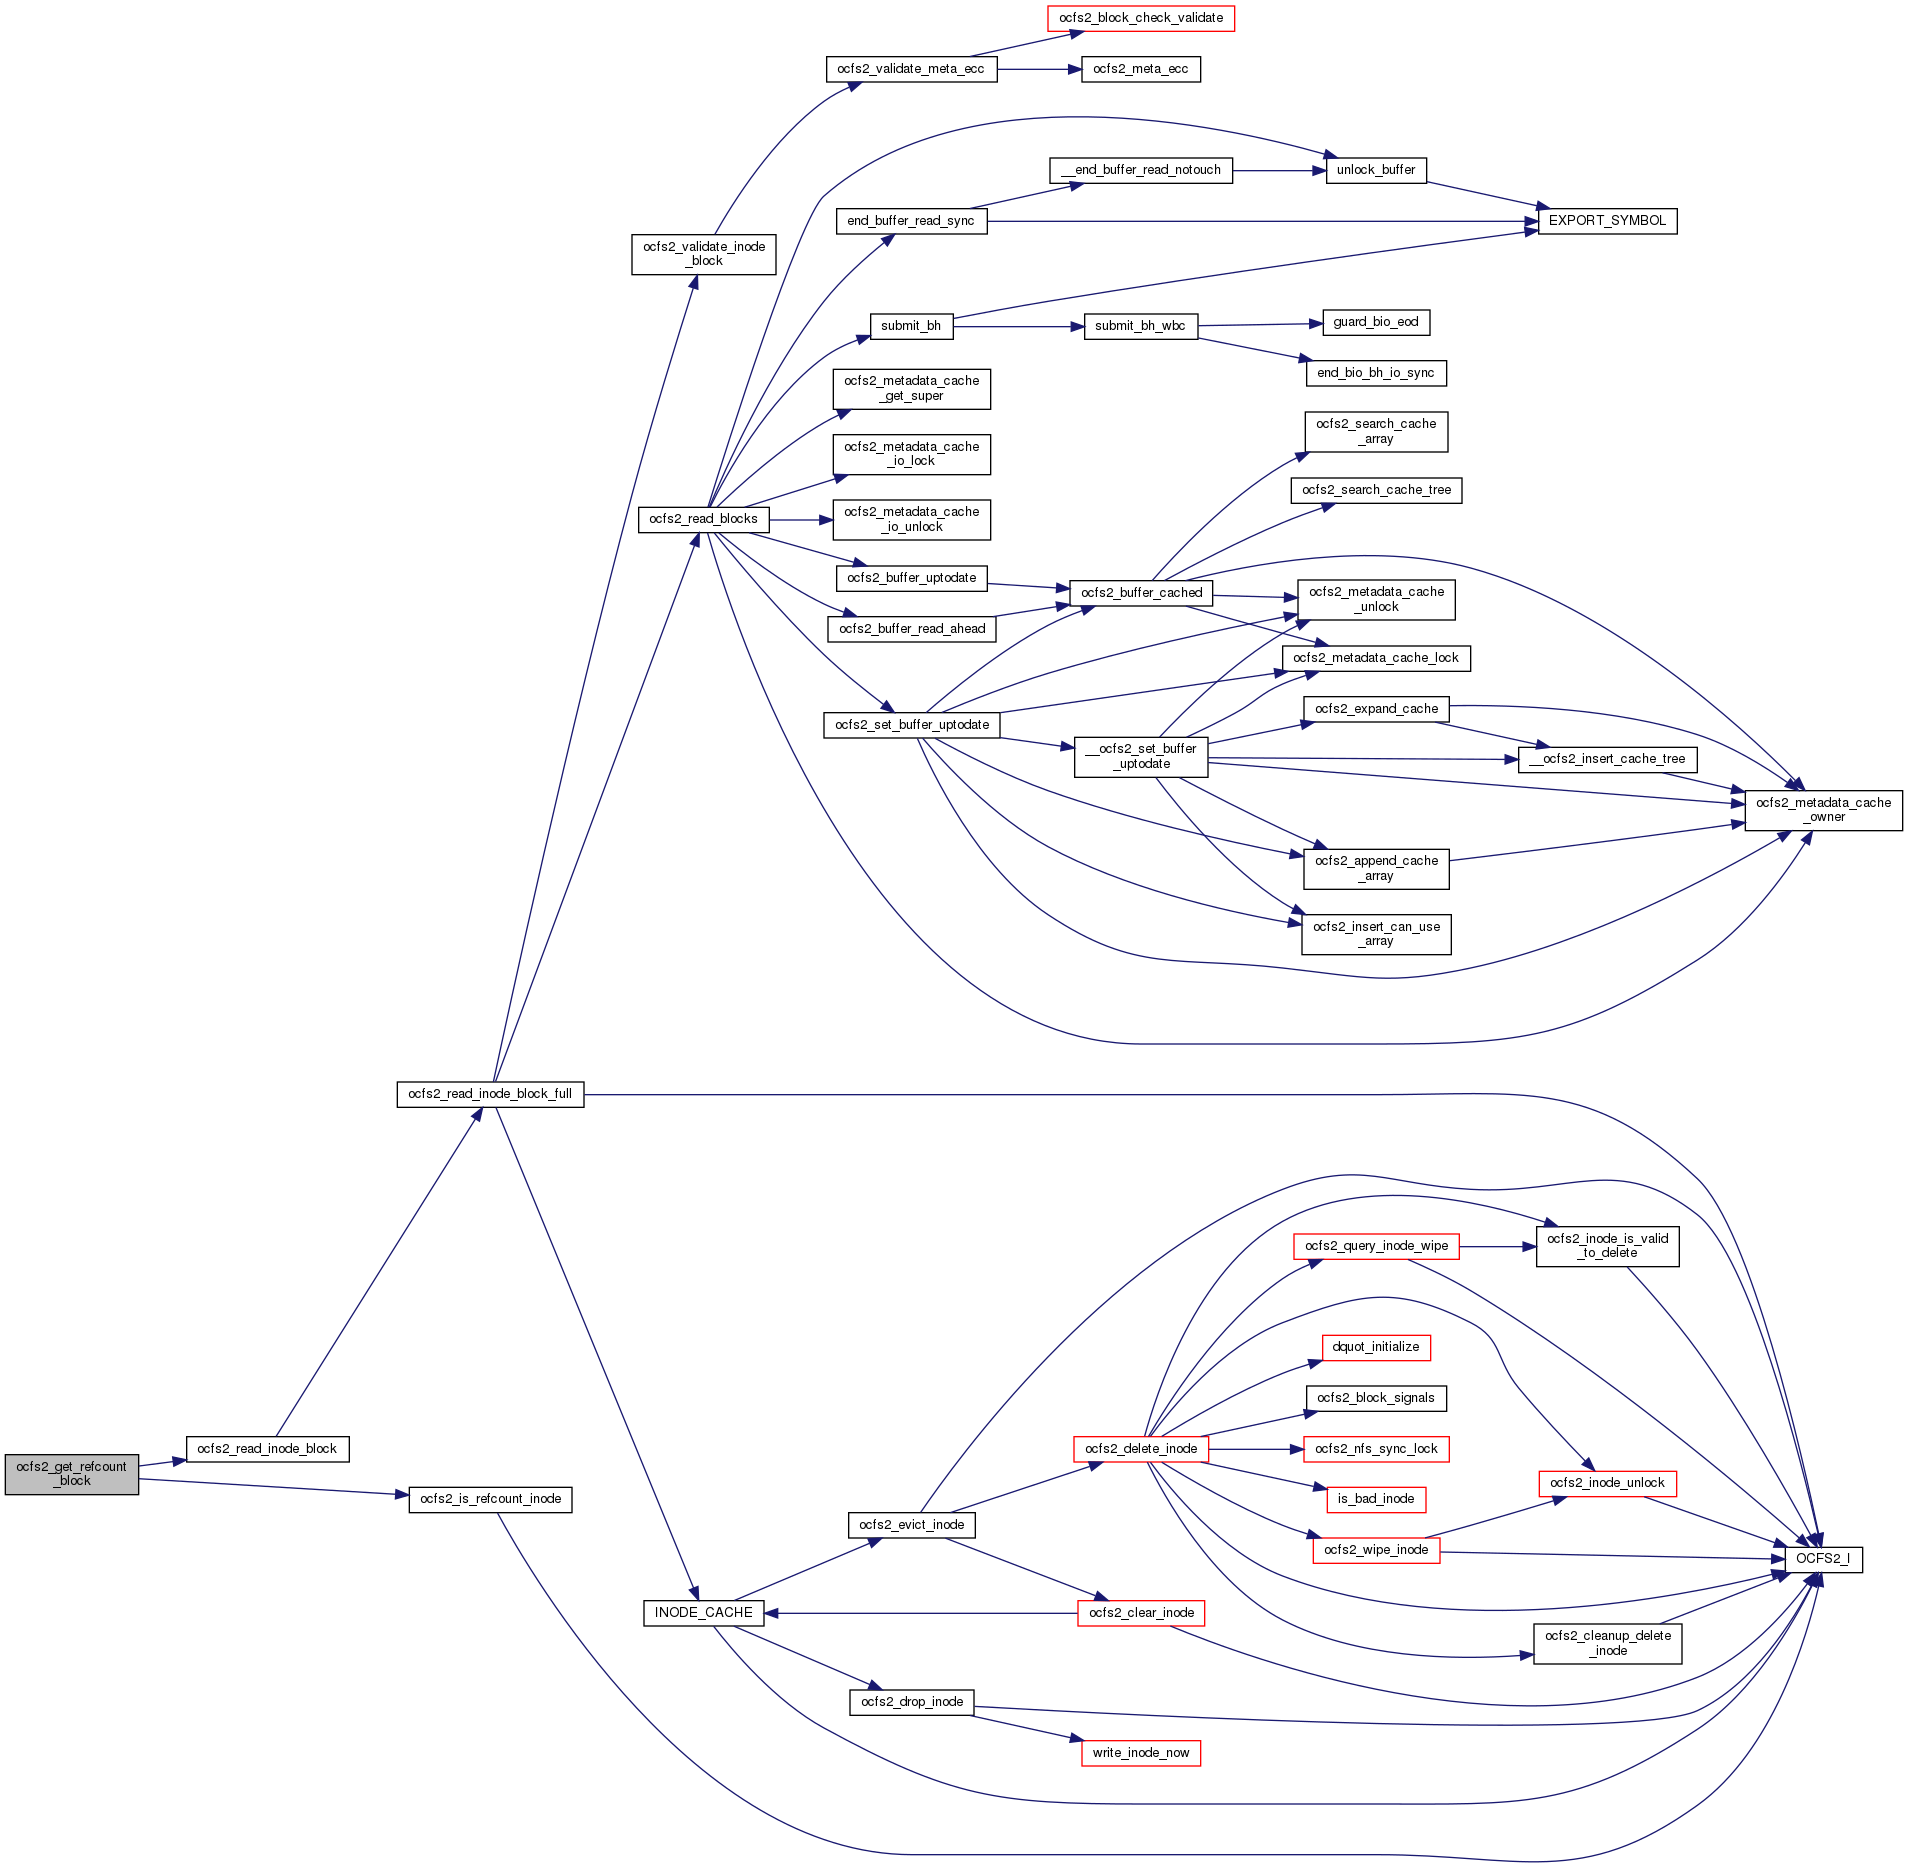 ocfs2_block_check_validate
ocfs2_validate_meta_ecc
ocfs2_meta_ecc
__end_buffer_read_notouch
unlock_buffer
end_buffer_read_sync
EXPORT_SYMBOL
ocfs2_validate_inode
_block
submit_bh
submit_bh_wbc
guard_bio_eod
end_bio_bh_io_sync
ocfs2_metadata_cache
_get_super
ocfs2_search_cache
_array
ocfs2_metadata_cache
_io_lock
ocfs2_search_cache_tree
ocfs2_read_blocks
ocfs2_metadata_cache
_io_unlock
ocfs2_buffer_uptodate
ocfs2_buffer_cached
ocfs2_metadata_cache
_unlock
ocfs2_buffer_read_ahead
ocfs2_metadata_cache_lock
ocfs2_expand_cache
ocfs2_set_buffer_uptodate
__ocfs2_set_buffer
_uptodate
__ocfs2_insert_cache_tree
ocfs2_metadata_cache
_owner
ocfs2_append_cache
_array
ocfs2_insert_can_use
_array
ocfs2_read_inode_block_full
ocfs2_inode_is_valid
_to_delete
ocfs2_query_inode_wipe
dquot_initialize
ocfs2_block_signals
ocfs2_read_inode_block
ocfs2_delete_inode
ocfs2_nfs_sync_lock
ocfs2_get_refcount
_block
ocfs2_inode_unlock
ocfs2_is_refcount_inode
is_bad_inode
ocfs2_evict_inode
ocfs2_wipe_inode
OCFS2_I
INODE_CACHE
ocfs2_clear_inode
ocfs2_cleanup_delete
_inode
ocfs2_drop_inode
write_inode_now